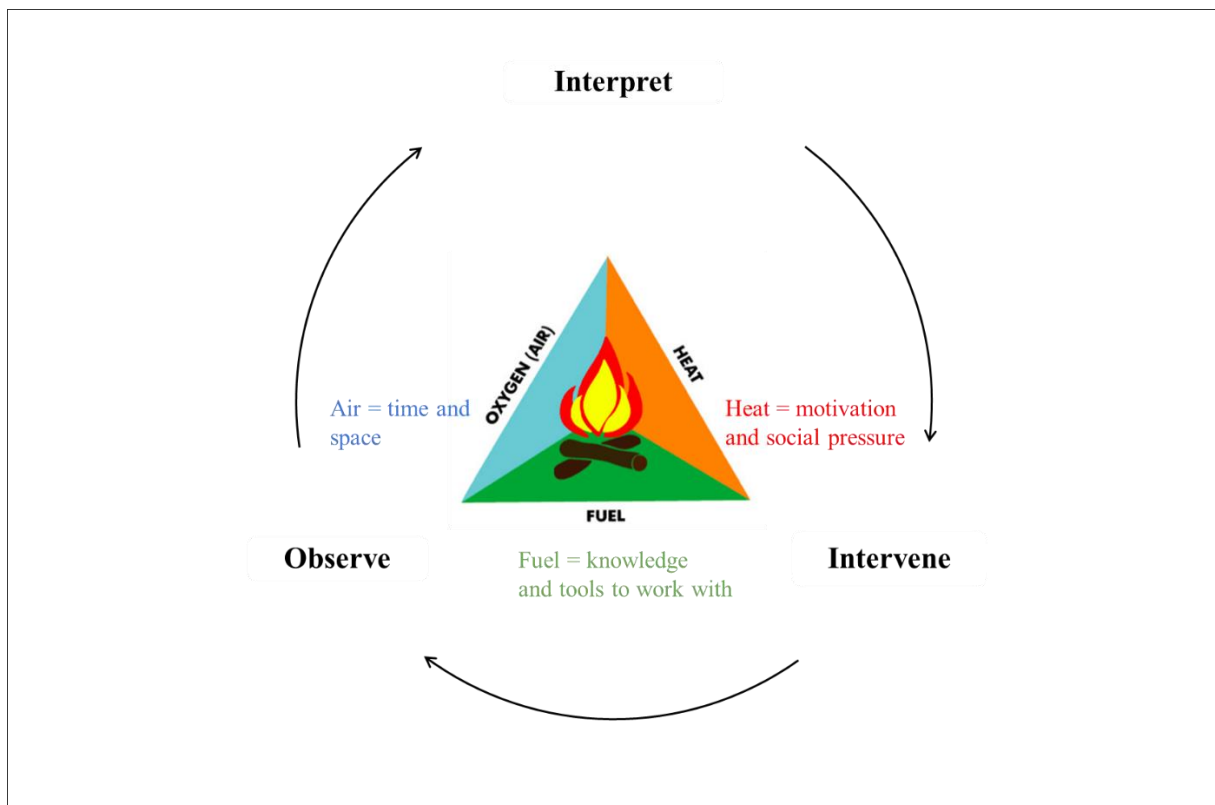 Interpret
OXYGEN (AIR)
HEAT
Air = time and
space
Heat = motivation
and social pressure
FUEL
Observe
Fuel = knowledge
and tools to work with
Intervene